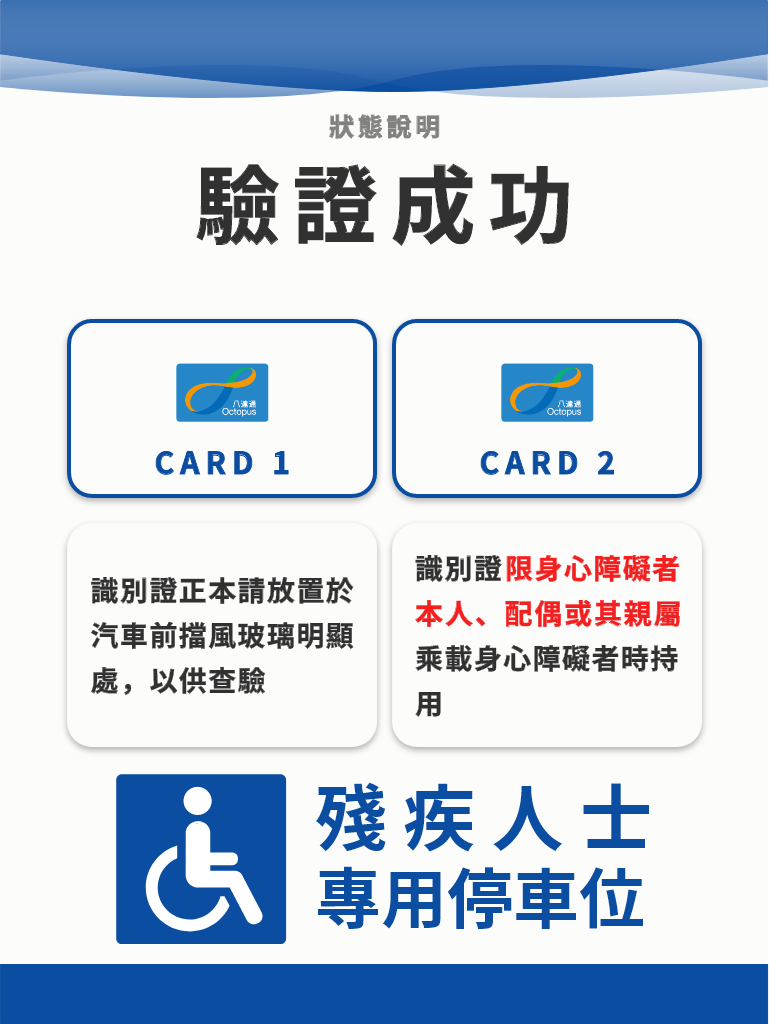 狀態說明
驗證成功
八達通
Octopus
CARD 1
八達通
Octopus
CARD 2
識別證正本請放置於
汽車前擋風玻璃明顯
處，以供查驗
識別證限身心障礙者
本人、配偶或其親屬
乘載身心障礙者時持
用
殘疾人士
專用停車位